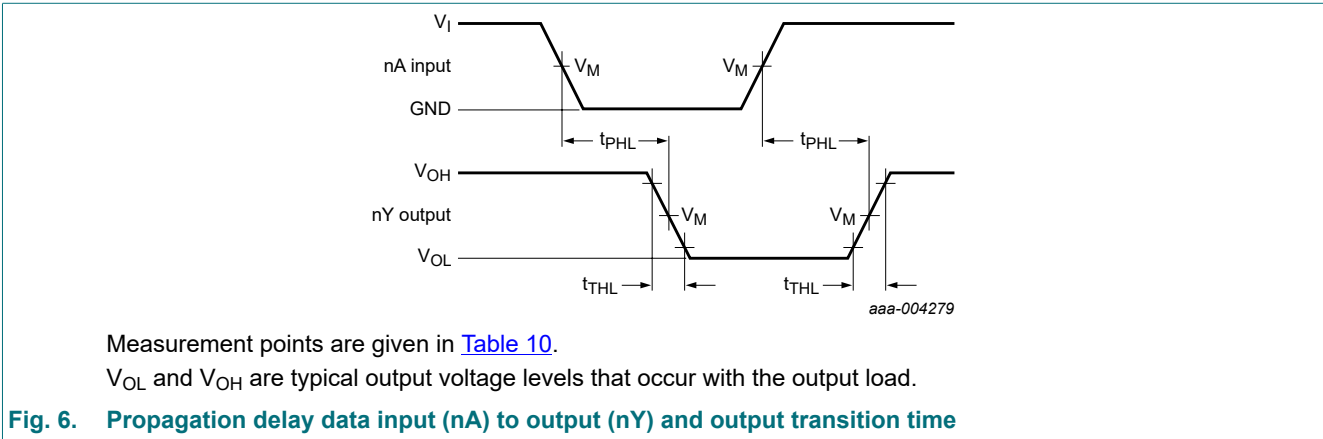 VI
nA input
VM
VM
GND
tPHL
tPHL
VOH
nY output
VM
VM
VOL
tTHL
tTHL
aaa-004279
Measurement points are given in Table 10.
VOL and VOH are typical output voltage levels that occur with the output load.
Fig. 6. Propagation delay data input (nA) to output (nY) and output transition time